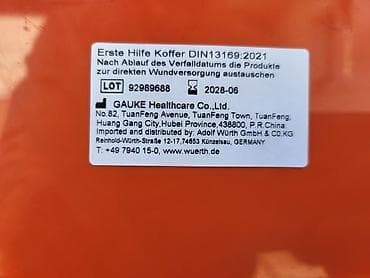 Erste Hilfe Koffer DIN13169:2021
Nach Ablauf des Verfalldatums die Produkte
zur direkten Wundversorgung austauschen
LOT 92989688 2028-06
GAUKE Healthcare Co.,Ltd.
No.82, TuanFeng Avenue, TuanFeng Town, TuanFeng,
Huang Gang City,Hubei Province,436800, P.R.China.
Imported and distributed by: Adolf Würth GmbH & CO.KG
Reinhold-Würth-Straße 12-17,74653 Künzelsau, GERMANY
T: +49 7940 15-0, www.wuerth.com